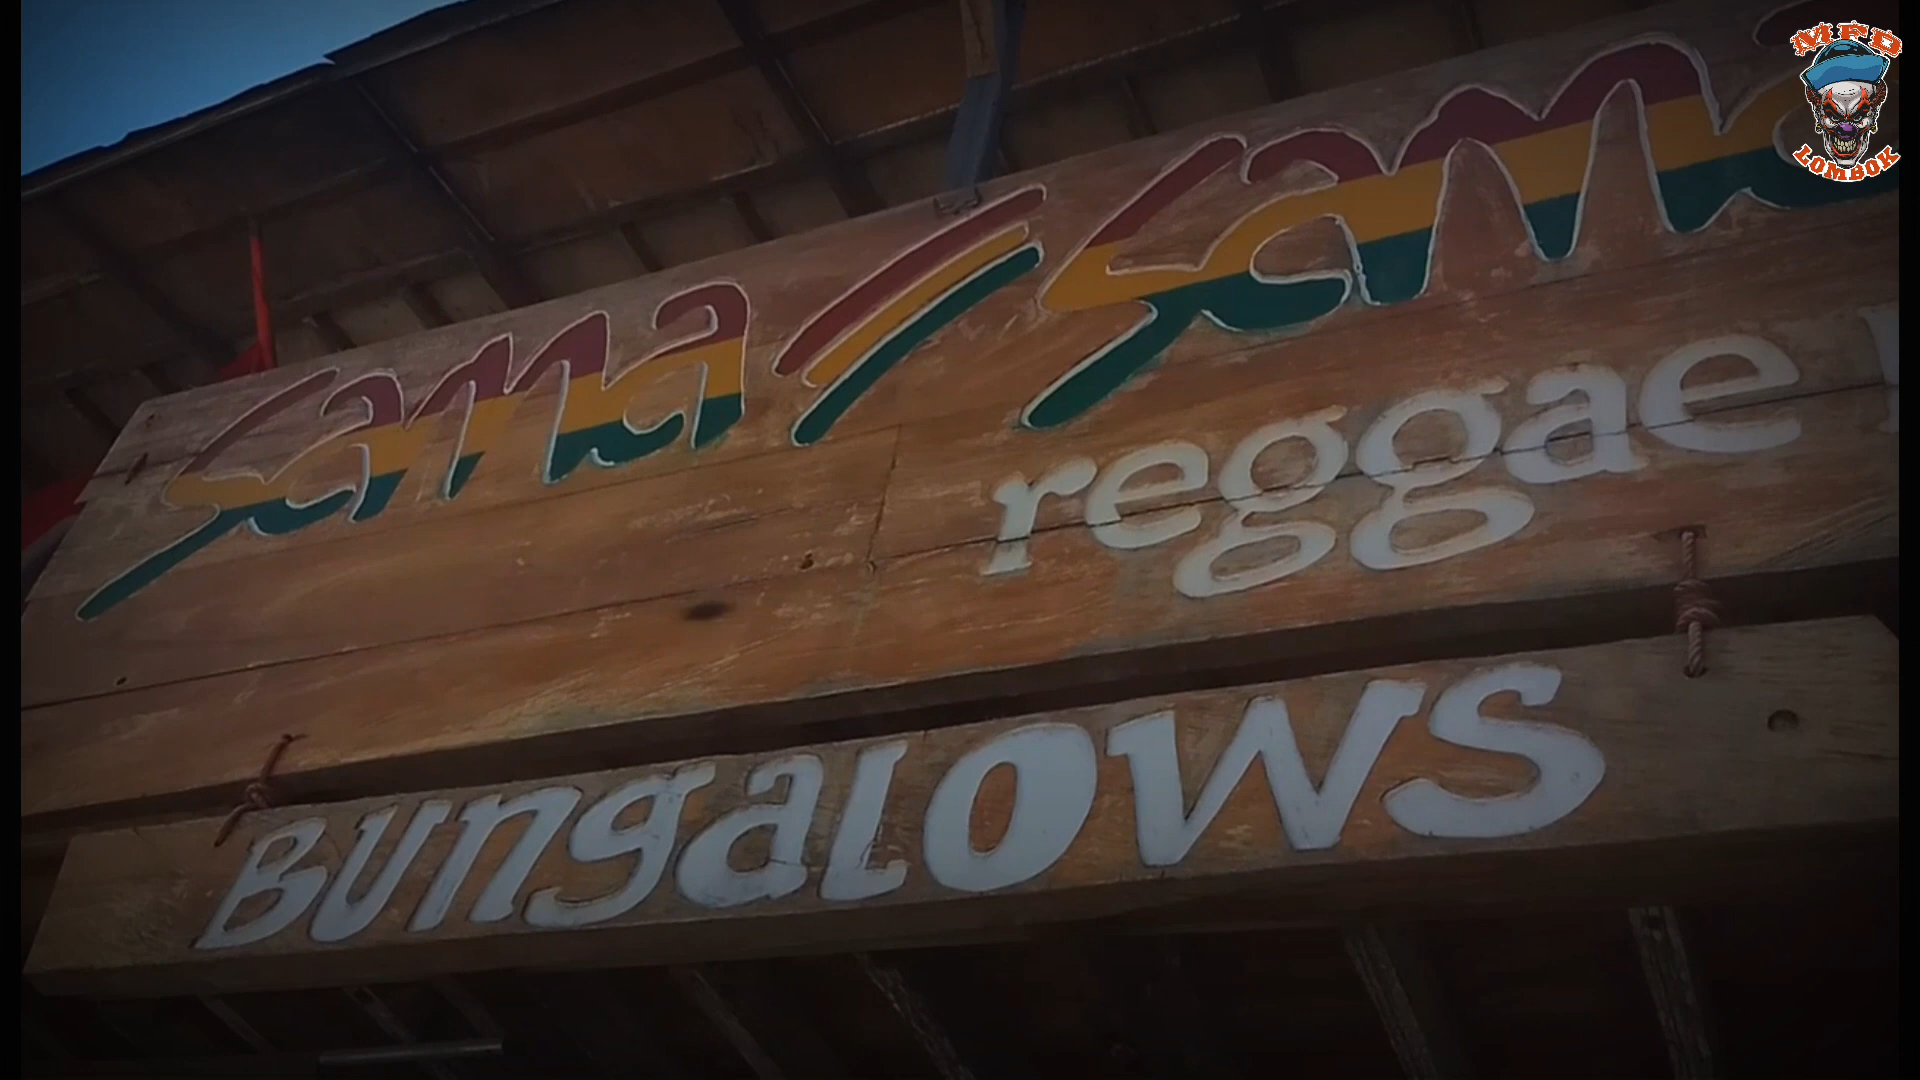 sama / sama
reggae
BUngaLOWS
MFD
LOMBOK